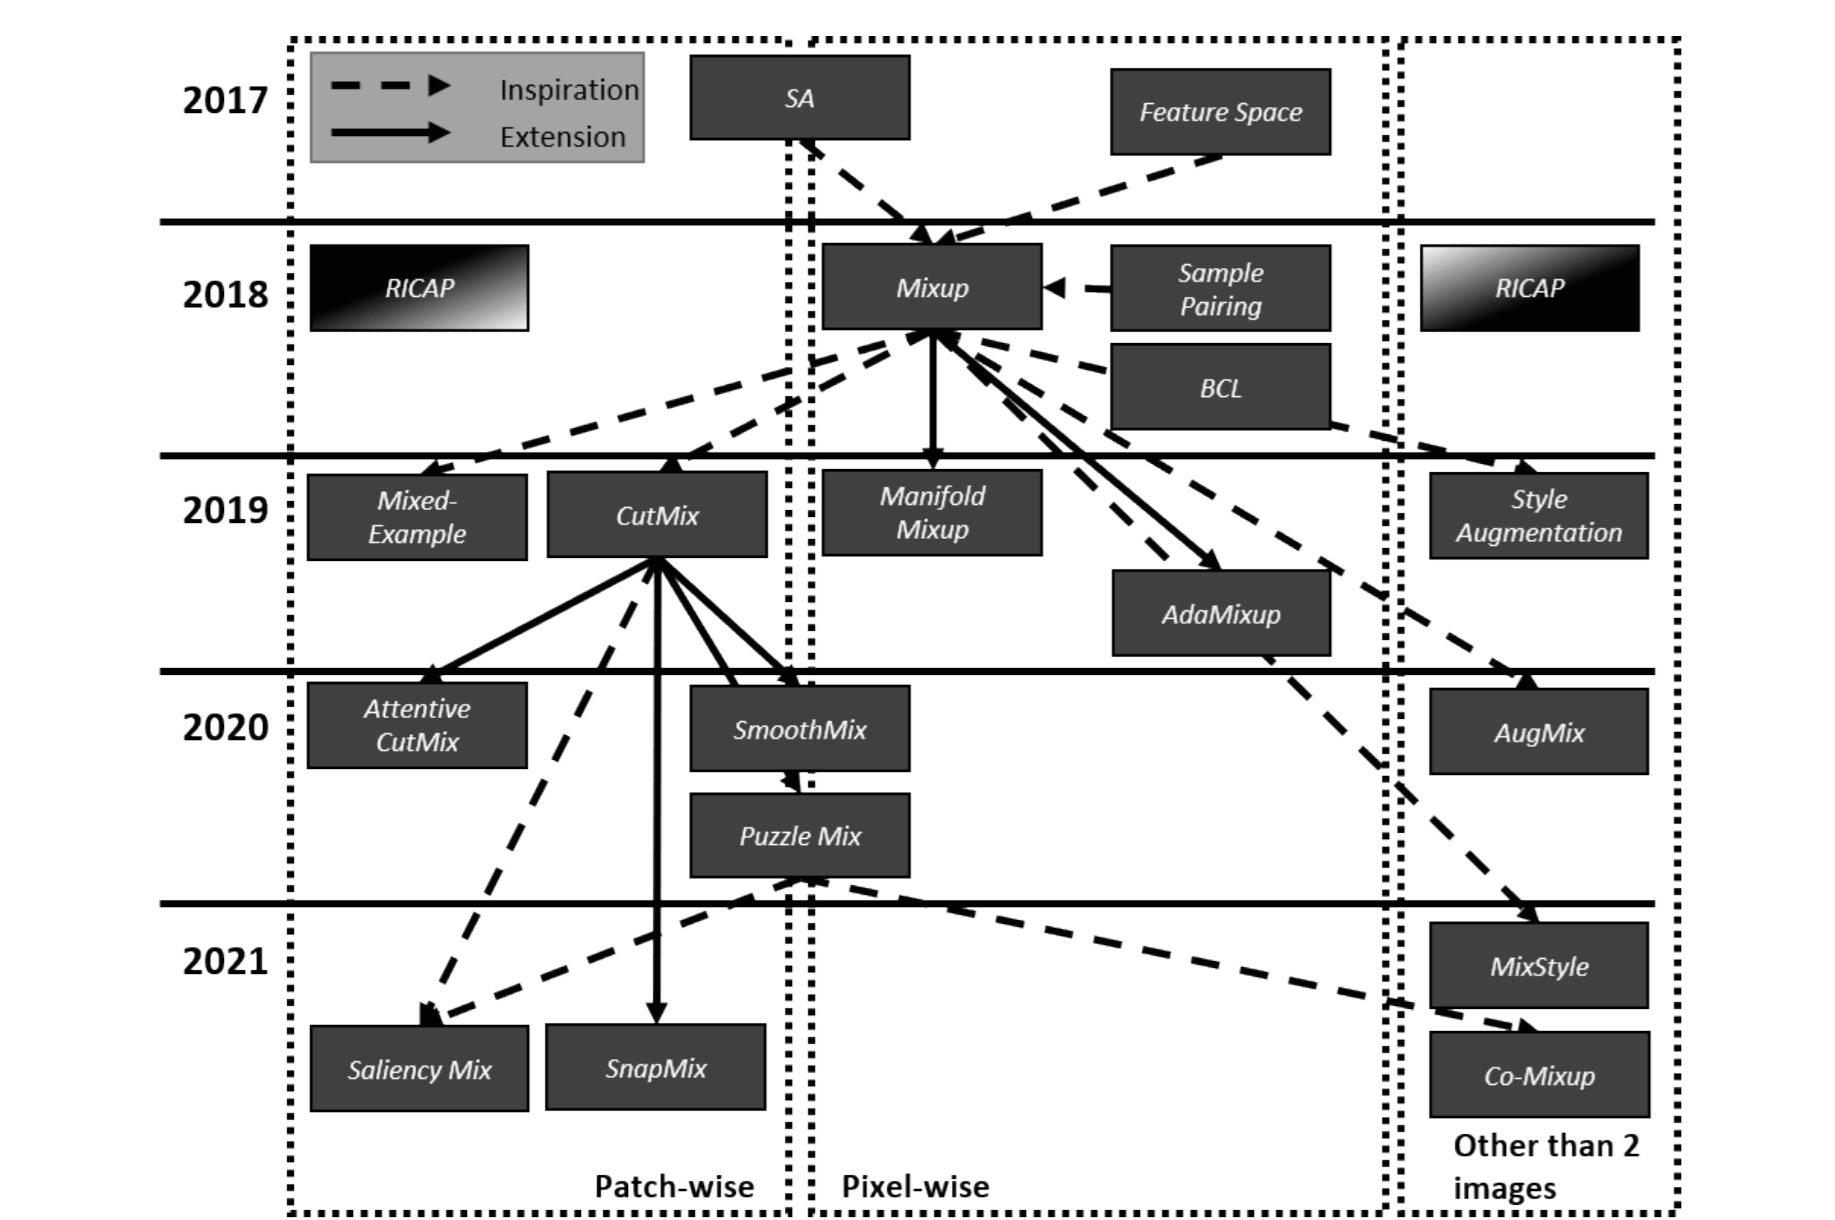 2017
Inspiration
Extension
SA
Feature Space
2018
RICAP
Mixup
Sample
Pairing
RICAP
BCL
2019
Mixed-
Example
CutMix
Manifold
Mixup
Style
Augmentation
AdaMixup
2020
Attentive
CutMix
SmoothMix
AugMix
Puzzle Mix
2021
MixStyle
Saliency Mix
SnapMix
Co-Mixup
Patch-wise
Pixel-wise
Other than 2
images